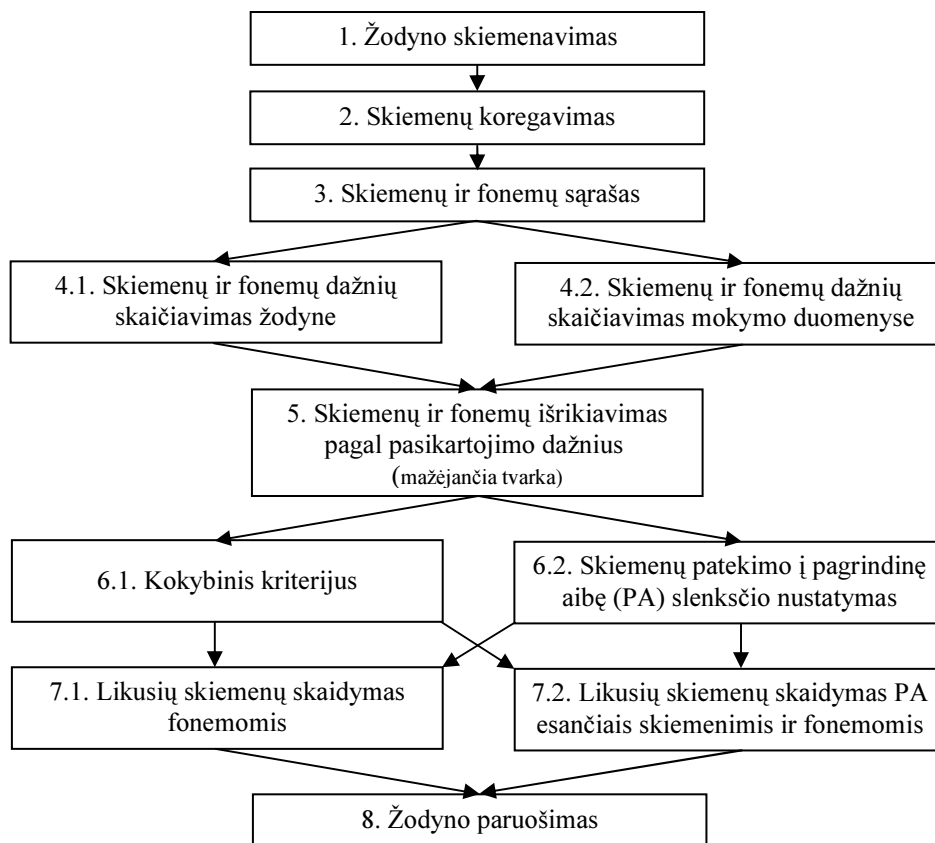 1. Žodyno skiemenavimas
2. Skiemenų koregavimas
3. Skiemenų ir fonemų sąrašas
4.1. Skiemenų ir fonemų dažnių
skaičiavimas žodyne
4.2. Skiemenų ir fonemų dažnių
skaičiavimas mokymo duomenyse
5. Skiemenų ir fonemų išrikiavimas
pagal pasikartojimo dažnius
(mažėjančia tvarka)
6.1. Kokybinis kriterijus
6.2. Skiemenų patekimo į pagrindinę
aibę (PA) slenksčio nustatymas
7.1. Likusių skiemenų skaidymas
fonemomis
7.2. Likusių skiemenų skaidymas PA
esančiais skiemenimis ir fonemomis
8. Žodyno paruošimas